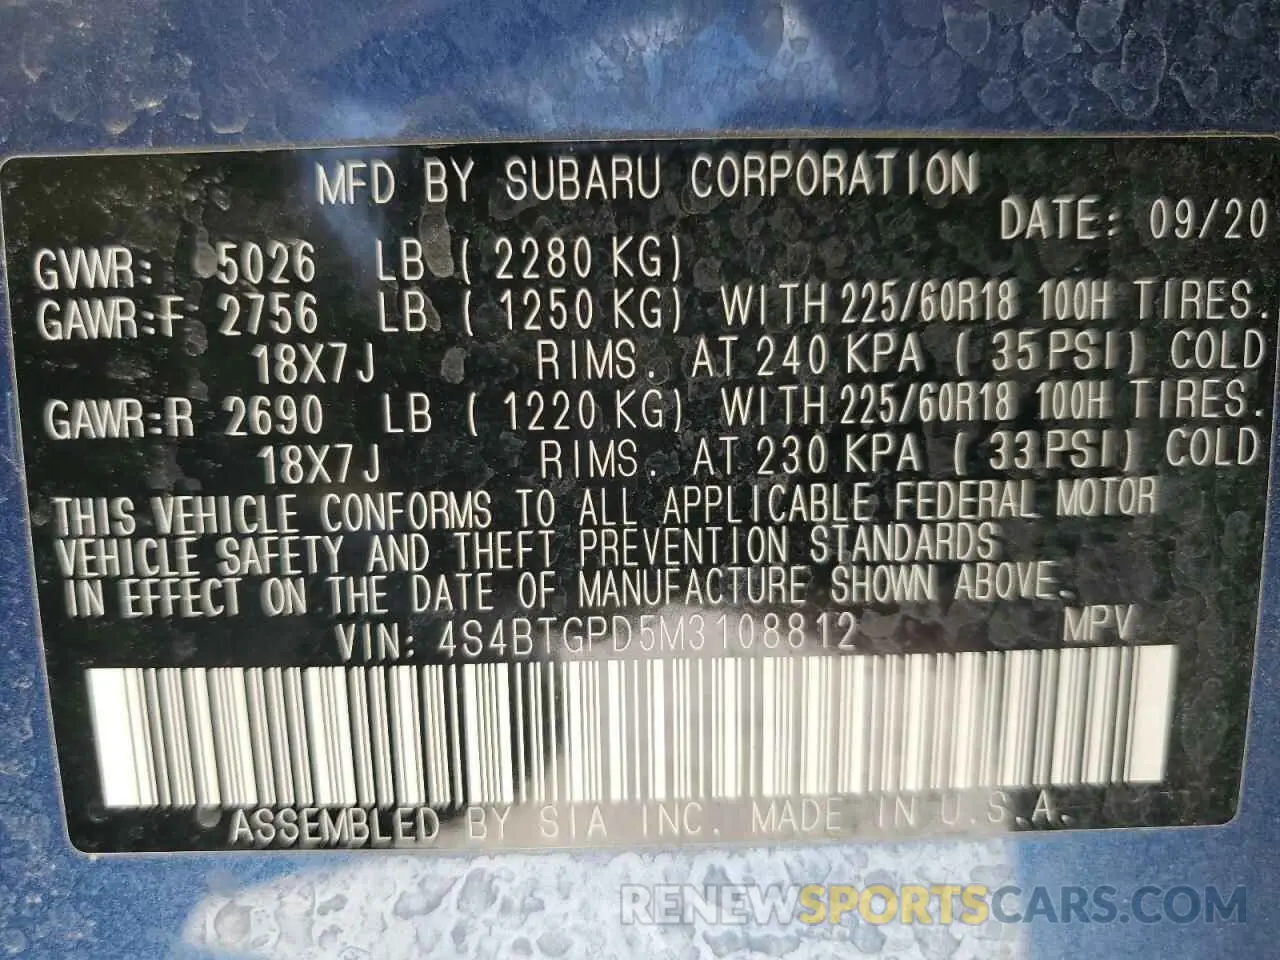 MFD BY SUBARU CORPORATION
DATE: 09/20
GVWR: 5026 LB ( 2280 KG)
GAWR:F 2756 LB ( 1250 KG) WITH 225/60R18 100H TIRES.
18X7J RIMS. AT 240 KPA ( 35PSI) COLD
GAWR:R 2690 LB ( 1220 KG) WITH 225/60R18 100H TIRES.
18X7J RIMS. AT 230 KPA ( 33PSI) COLD
THIS VEHICLE CONFORMS TO ALL APPLICABLE FEDERAL MOTOR
VEHICLE SAFETY AND THEFT PREVENTION STANDARDS
IN EFFECT ON THE DATE OF MANUFACTURE SHOWN ABOVE.
VIN: 4S4BTGPD5M3108812 MPV
ASSEMBLED BY SIA INC. MADE IN U.S.A.
RENEWSPORTSCARS.COM